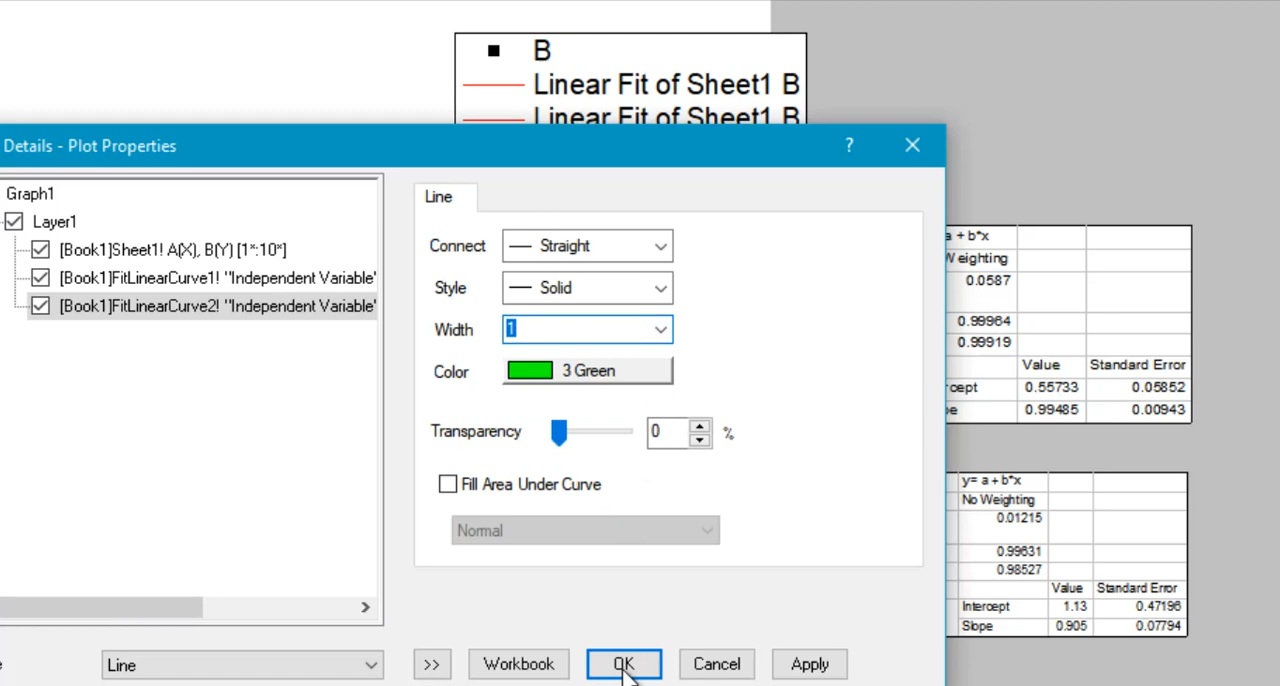 B
Linear Fit of Sheet1 B
Linear Fit of Sheet1 B
Details - Plot Properties
?
Graph1
Layer1
[Book1]Sheet1! A(X), B(Y) [1*:10*]
[Book1]FitLinearCurve1! "Independent Variable"
[Book1]FitLinearCurve2! "Independent Variable"
Line
Connect Straight
Style Solid
Width 1
Color 3 Green
Transparency 0 %
Fill Area Under Curve
Normal
Line
>> Workbook OK Cancel Apply
a + b*x
Weighting
0.0587
0.99964
0.99919
Value Standard Error
cept 0.55733 0.05852
0.99485 0.00943
y= a + b*x
No Weighting
0.01215
0.99631
0.98527
Value Standard Error
Intercept 1.13 0.47196
Slope 0.905 0.07794